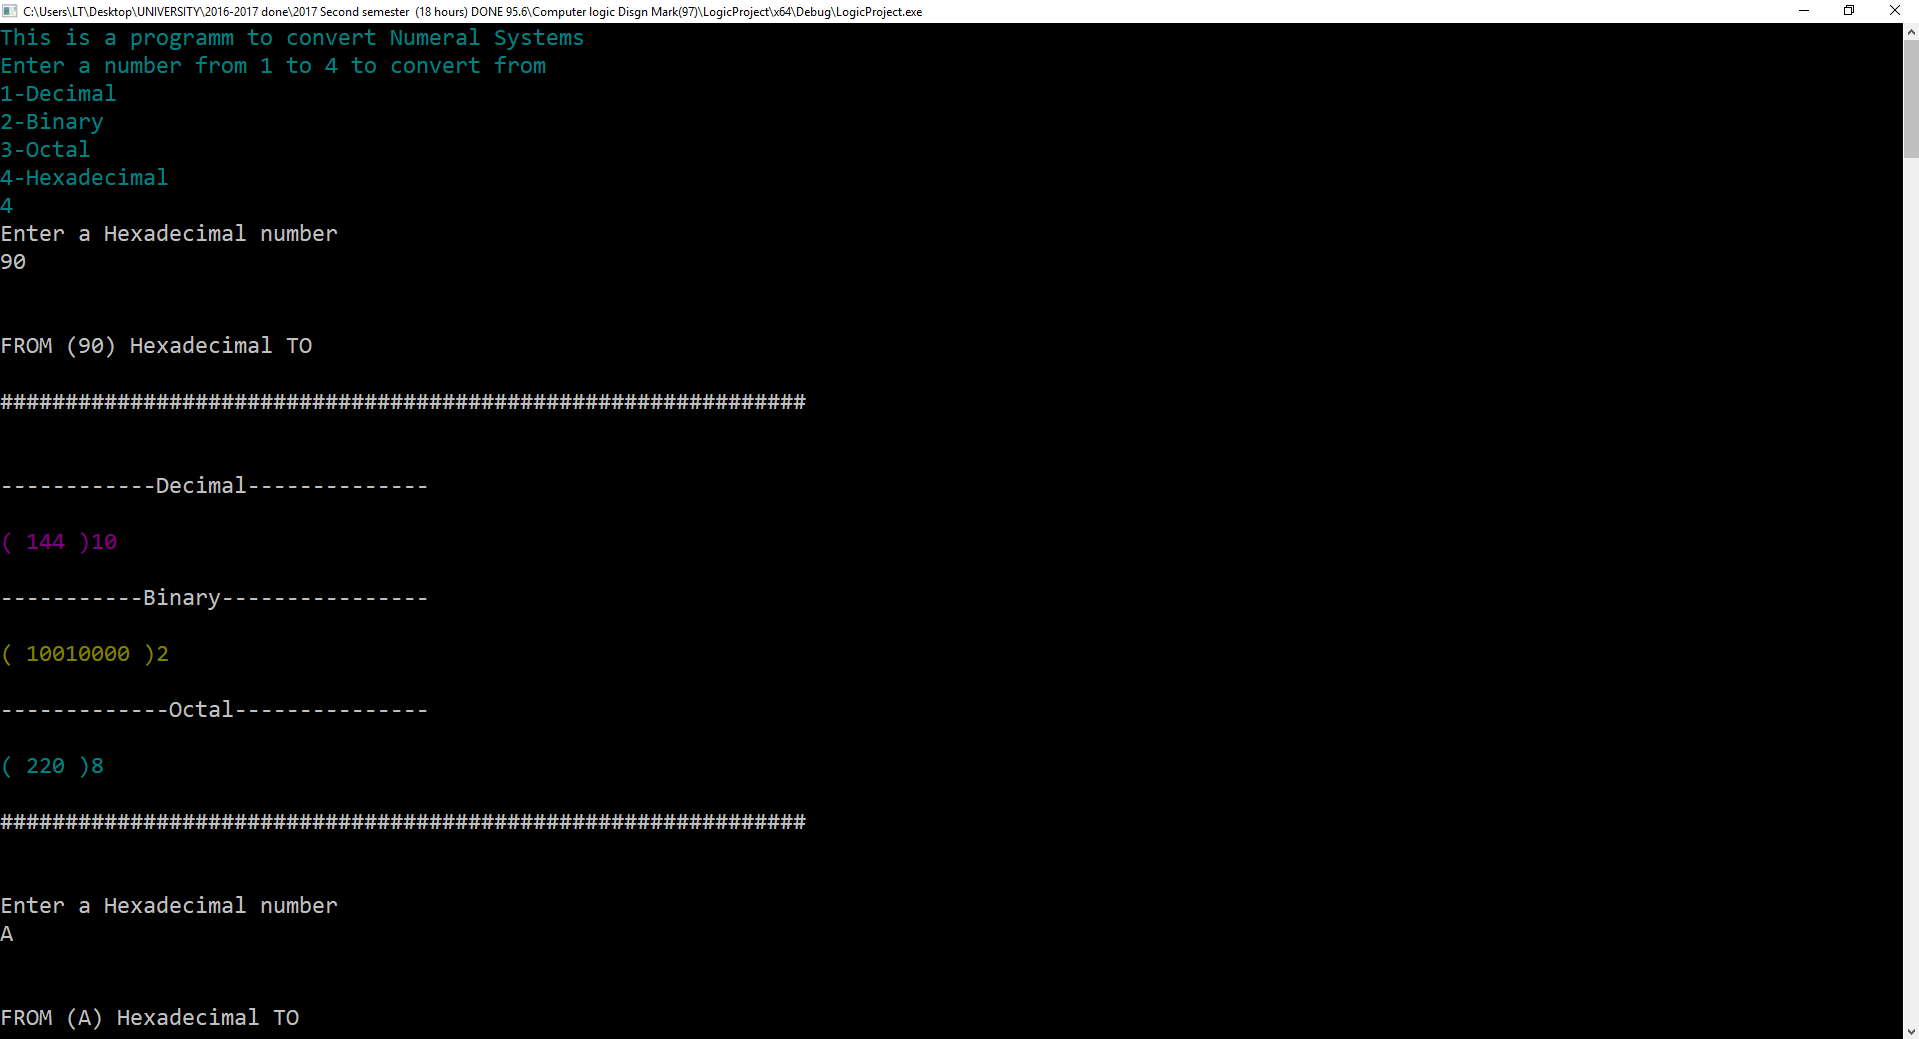 C:\Users\LT\Desktop\UNIVERSITY\2016-2017 done\2017 Second semester  (18 hours) DONE 95.6\Computer logic Disgn Mark(97)\LogicProject\x64\Debug\LogicProject.exe
This is a programm to convert Numeral Systems
Enter a number from 1 to 4 to convert from
1-Decimal
2-Binary
3-Octal
4-Hexadecimal
4
Enter a Hexadecimal number
90
FROM (90) Hexadecimal TO
##############################################################
------------Decimal--------------
( 144 )10
-----------Binary----------------
( 10010000 )2
-------------Octal---------------
( 220 )8
##############################################################
Enter a Hexadecimal number
A
FROM (A) Hexadecimal TO